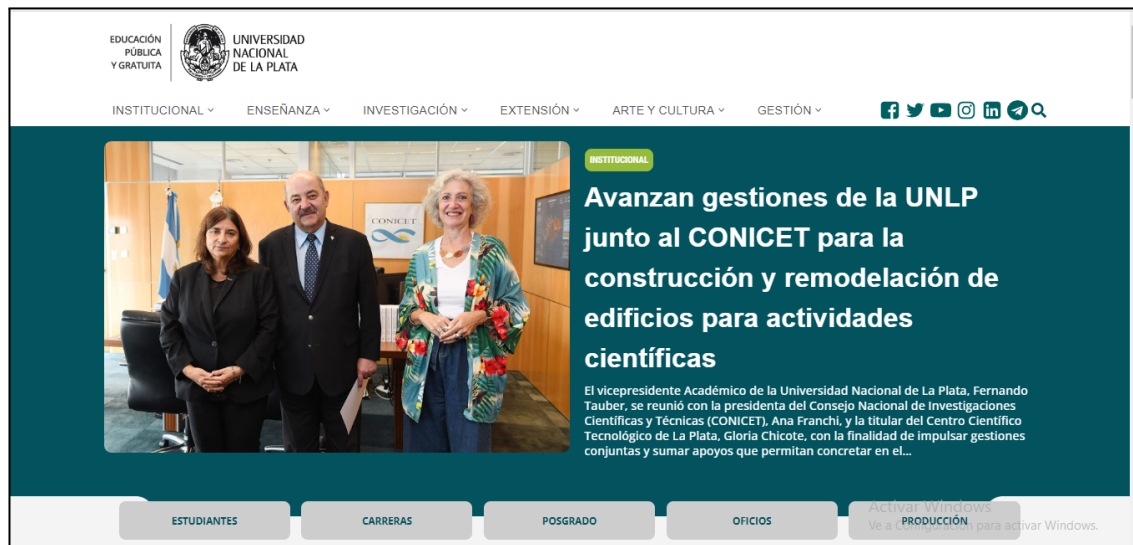 EDUCACIÓN
PÚBLICA
Y GRATUITA
UNIVERSIDAD
NACIONAL
DE LA PLATA
INSTITUCIONAL ENSEÑANZA INVESTIGACIÓN EXTENSIÓN ARTE Y CULTURA GESTIÓN
CONICET
INSTITUCIONAL
Avanzan gestiones de la UNLP
junto al CONICET para la
construcción y remodelación de
edificios para actividades
científicas
El vicepresidente Académico de la Universidad Nacional de La Plata, Fernando
Tauber, se reunió con la presidenta del Consejo Nacional de Investigaciones
Científicas y Técnicas (CONICET), Ana Franchi, y la titular del Centro Científico
Tecnológico de La Plata, Gloria Chicote, con la finalidad de impulsar gestiones
conjuntas y sumar apoyos que permitan concretar en el...
Activar Windows
ESTUDIANTES CARRERAS POSGRADO OFICIOS PRODUCCIÓN
Ve a Configuración para activar Windows.